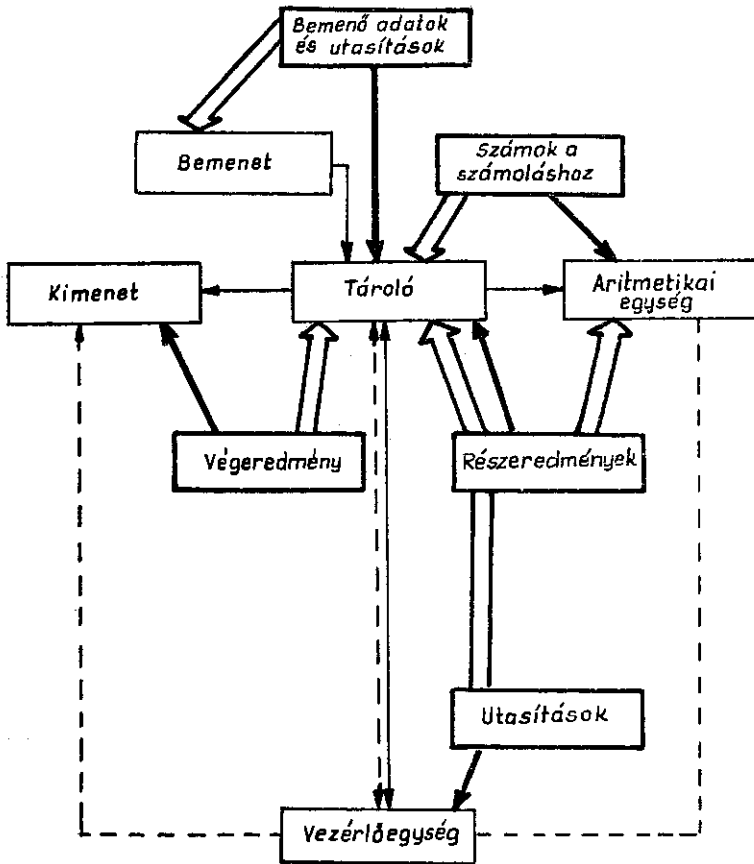 Bemenő adatok
és utasítások
Bemenet
Számok a
számoláshoz
Kimenet
Tároló
Aritmetikai
egység
Végeredmény
Részeredmények
Utasítások
Vezérlőegység